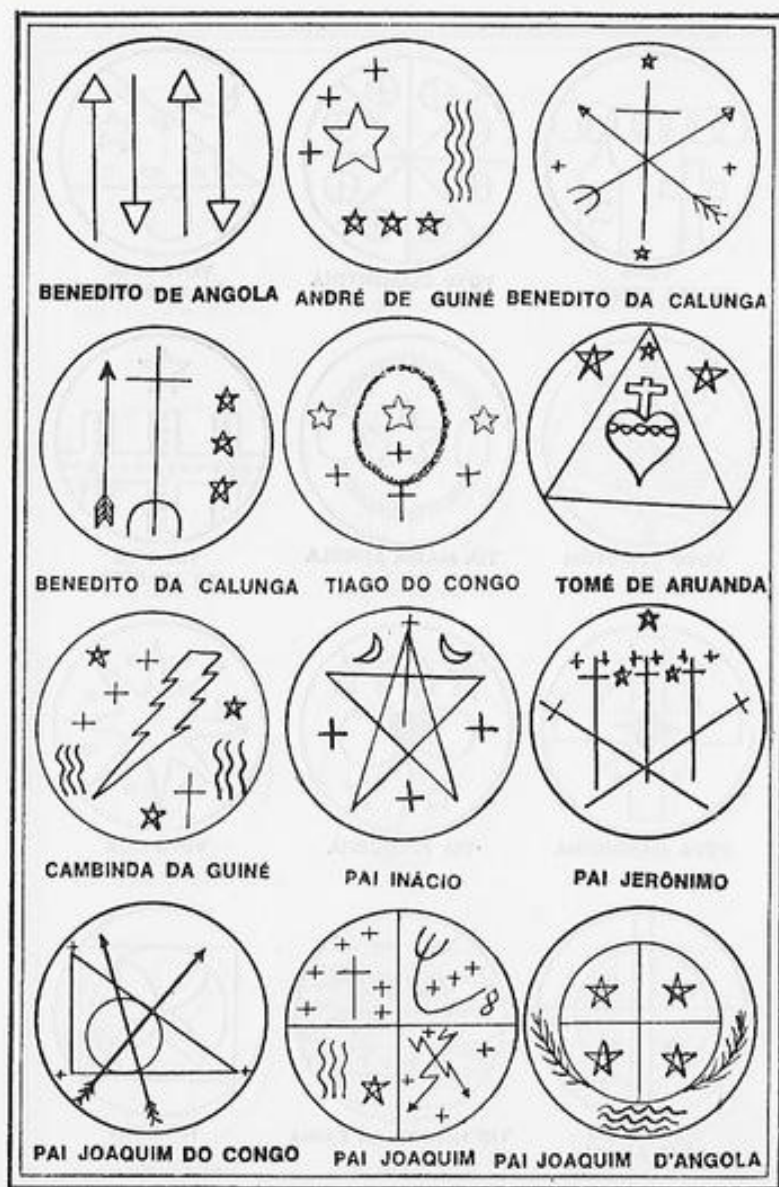 BENEDITO DE ANGOLA ANDRÉ DE GUINÉ BENEDITO DA CALUNGA
BENEDITO DA CALUNGA TIAGO DO CONGO TOMÉ DE ARUANDA
CAMBINDA DA GUINÉ PAI INÁCIO PAI JERÔNIMO
PAI JOAQUIM DO CONGO PAI JOAQUIM PAI JOAQUIM D'ANGOLA